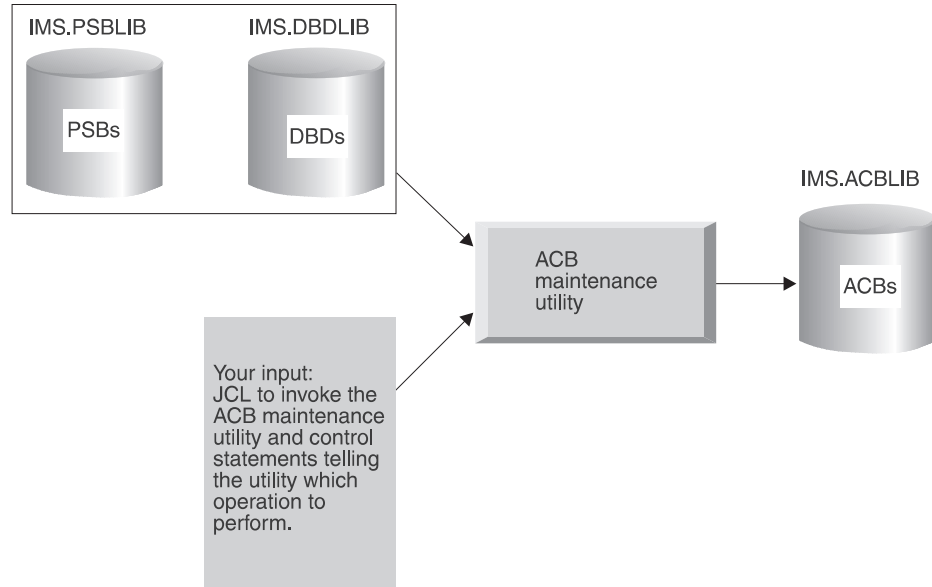 IMS.PSBLIB
IMS.DBDLIB
PSBs
DBDs
IMS.ACBLIB
ACB
maintenance
utility
ACBs
Your input:
JCL to invoke the
ACB maintenance
utility and control
statements telling
the utility which
operation to
perform.